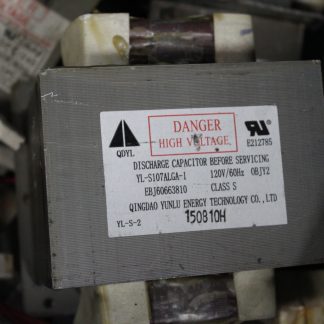 QDYL
DANGER
HIGH VOLTAGE
E212785
DISCHARGE CAPACITOR BEFORE SERVICING
YL-S107ALGA-I 120V/60Hz OBJY2
EBJ60663810 CLASS S
QINGDAO YUNLU ENERGY TECHNOLOGY CO., LTD
YL-S-2 150810H